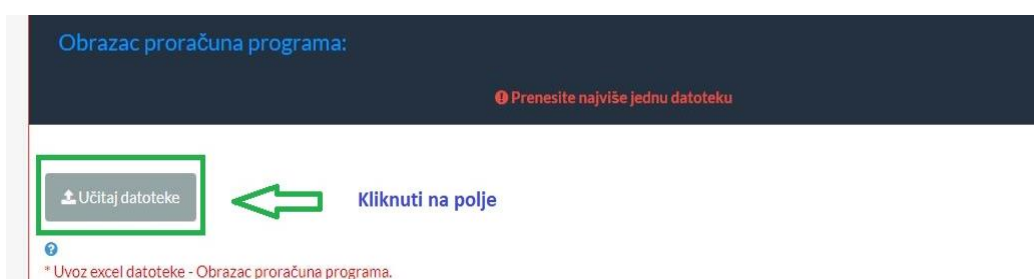 Obrazac proračuna programa:
Prenesite najviše jednu datoteku
Učitaj datoteke
Kliknuti na polje
* Uvoz excel datoteke - Obrazac proračuna programa.